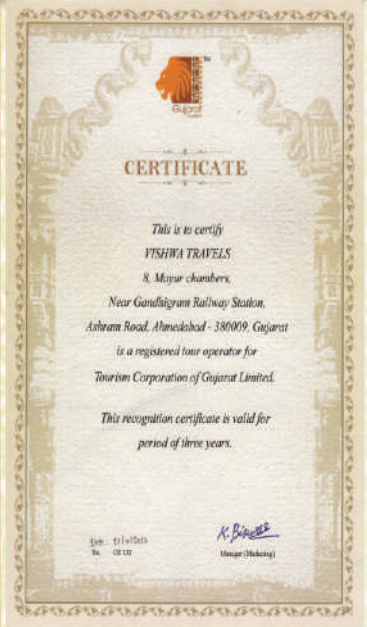 Gujarat
CERTIFICATE
This is to certify
VISHWA TRAVELS
8, Mayur chambers,
Near Gandhigram Railway Station,
Ashram Road, Ahmedabad - 380009, Gujarat
is a registered tour operator for
Tourism Corporation of Gujarat Limited.
This recognition certificate is valid for
period of three years.
K.
No.
Manager (Marketing)